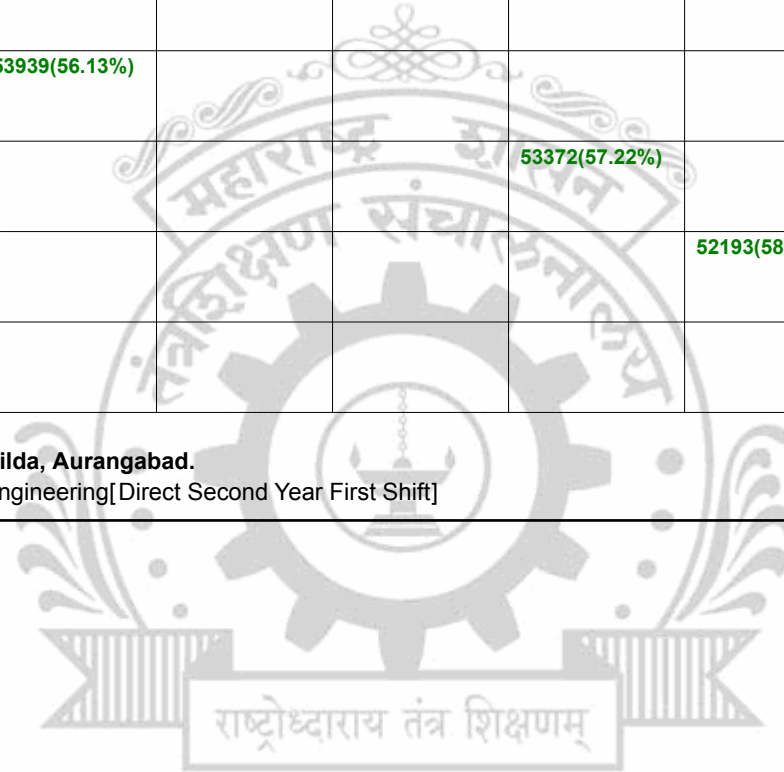 53939(56.13%)
53372(57.22%)
52193(58
महाराष्ट्र शासन
तंत्रशिक्षण संचालनालय
ilda, Aurangabad.
ngineering[Direct Second Year First Shift]
राष्ट्रोध्दाराय तंत्र शिक्षणम्